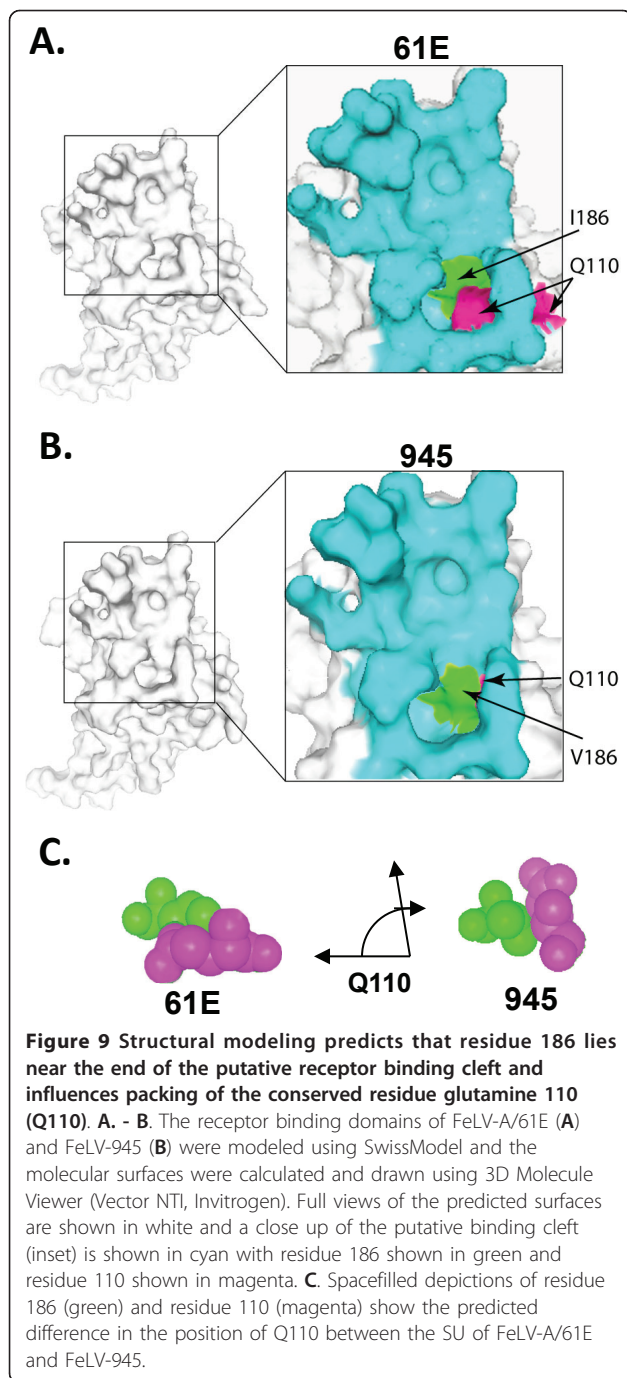 A.
61E
I186
Q110
B.
945
Q110
V186
C.
Q110
61E
945
Figure 9 Structural modeling predicts that residue 186 lies
near the end of the putative receptor binding cleft and
influences packing of the conserved residue glutamine 110
(Q110). A. - B. The receptor binding domains of FeLV-A/61E (A)
and FeLV-945 (B) were modeled using SwissModel and the
molecular surfaces were calculated and drawn using 3D Molecule
Viewer (Vector NTI, Invitrogen). Full views of the predicted surfaces
are shown in white and a close up of the putative binding cleft
(inset) is shown in cyan with residue 186 shown in green and
residue 110 shown in magenta. C. Spacefilled depictions of residue
186 (green) and residue 110 (magenta) show the predicted
difference in the position of Q110 between the SU of FeLV-A/61E
and FeLV-945.